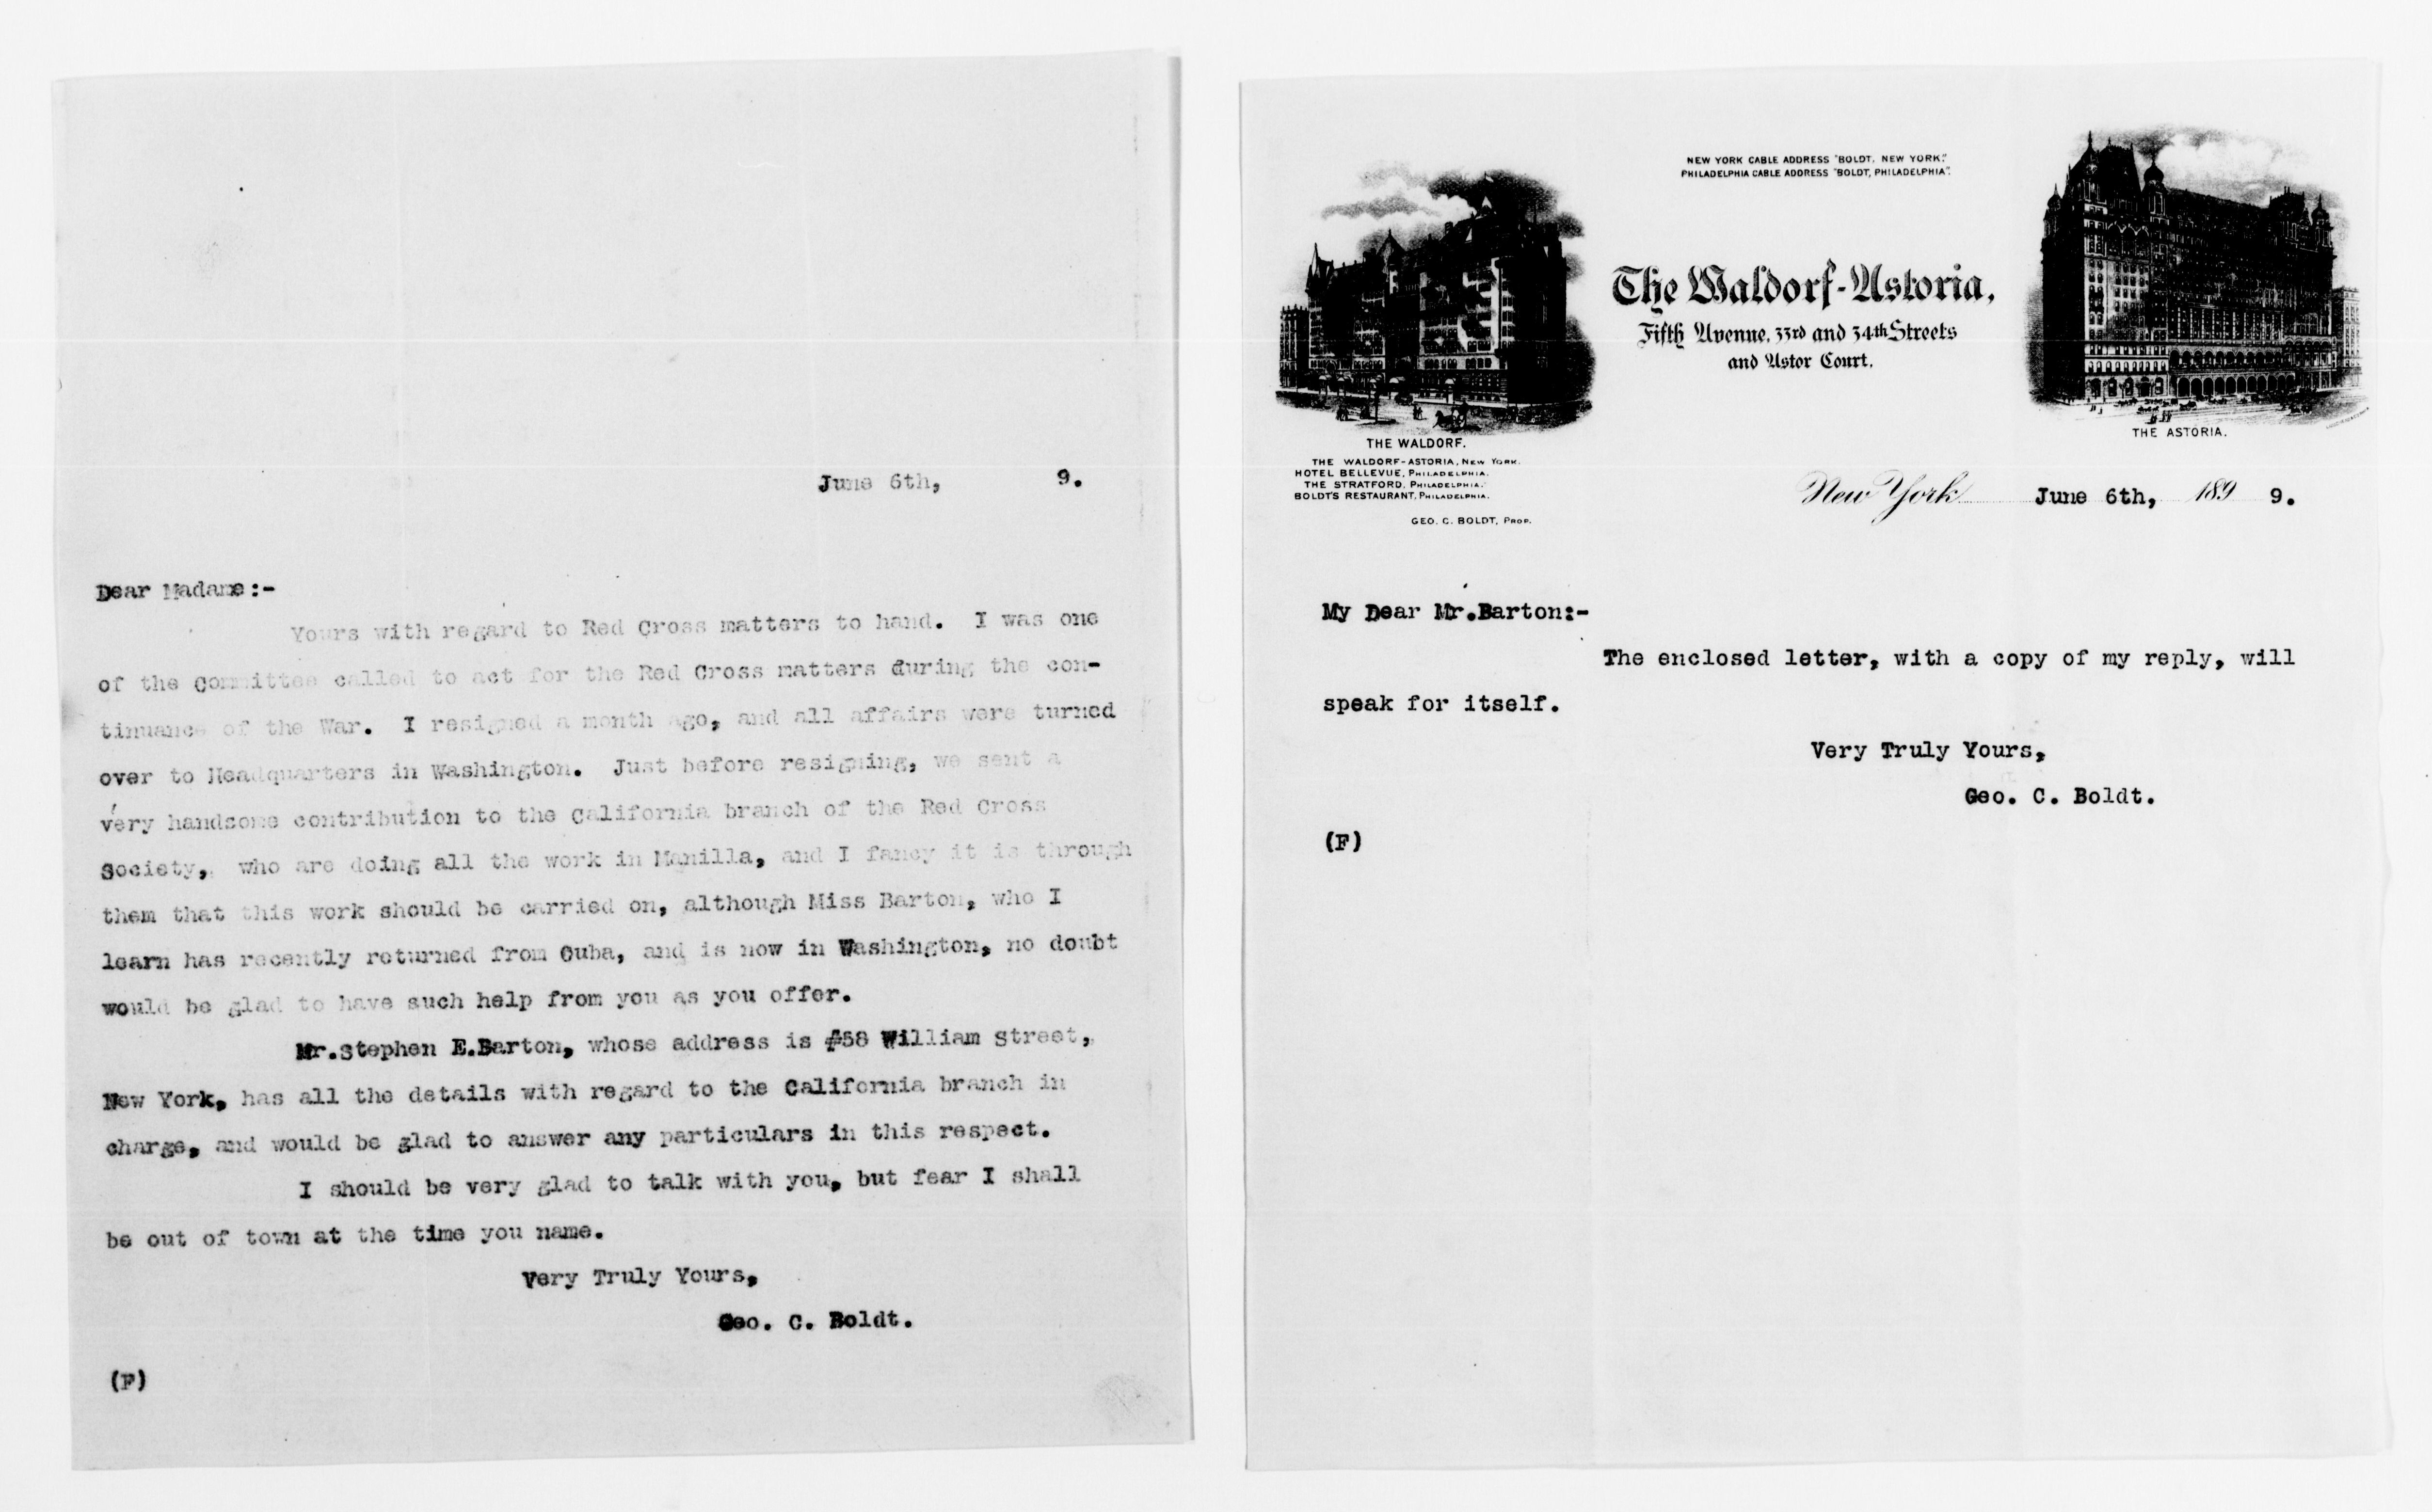 June 6th, 9.
Dear Madame:-
Yours with regard to Red Cross matters to hand. I was one
of the Committee called to act for the Red Cross matters during the con-
tinuance of the War. I resigned a month ago, and all affairs were turned
over to Headquarters in Washington. Just before resigning, we sent a
very handsome contribution to the California branch of the Red Cross
Society, who are doing all the work in Manilla, and I fancy it is through
them that this work should be carried on, although Miss Barton, who I
learn has recently returned from Cuba, and is now in Washington, no doubt
would be glad to have such help from you as you offer.
Mr.Stephen E.Barton, whose address is #58 William Street,
New York, has all the details with regard to the California branch in
charge, and would be glad to answer any particulars in this respect.
I should be very glad to talk with you, but fear I shall
be out of town at the time you name.
Very Truly Yours,
Geo. C. Boldt.
(F)
NEW YORK CABLE ADDRESS "BOLDT, NEW YORK."
PHILADELPHIA CABLE ADDRESS "BOLDT, PHILADELPHIA".
The Waldorf-Astoria,
Fifth Avenue, 33rd and 34th Streets
and Astor Court.
THE WALDORF.
THE ASTORIA.
THE WALDORF-ASTORIA, NEW YORK.
HOTEL BELLEVUE, PHILADELPHIA.
THE STRATFORD, PHILADELPHIA.
BOLDT'S RESTAURANT, PHILADELPHIA.
GEO. C. BOLDT, PROP.
New York June 6th, 189 9.
My Dear Mr.Barton:-
The enclosed letter, with a copy of my reply, will
speak for itself.
Very Truly Yours,
Geo. C. Boldt.
(F)